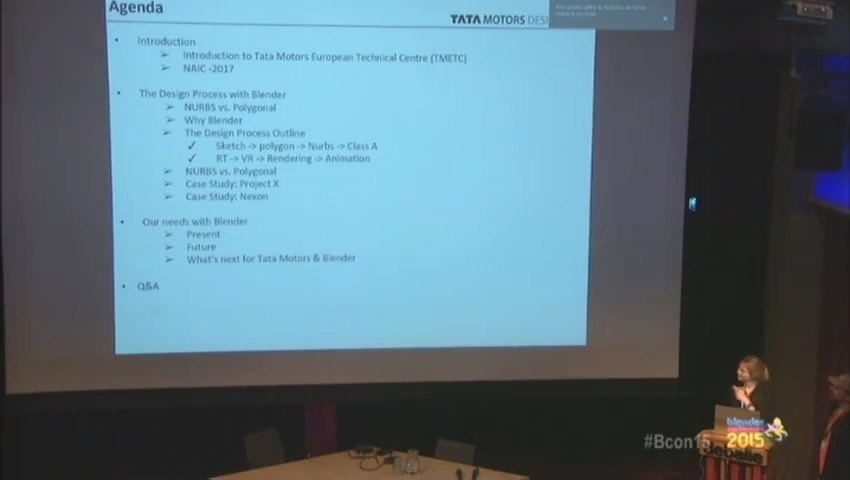 Agenda
TATA MOTORS DESI
Introduction
Introduction to Tata Motors European Technical Centre (TMETC)
NAIC -2017
The Design Process with Blender
NURBS vs. Polygonal
Why Blender
The Design Process Outline
Sketch -> polygon -> Nurbs -> Class A
RT -> VR -> Rendering -> Animation
NURBS vs. Polygonal
Case Study: Project X
Case Study: Nexon
Our needs with Blender
Present
Future
What's next for Tata Motors & Blender
Q&A
blender
conference
#Bcon15 2015
deBalie